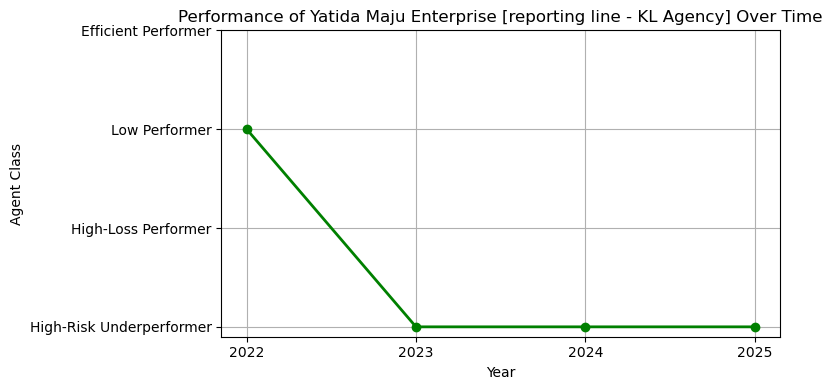 Performance of Yatida Maju Enterprise [reporting line - KL Agency] Over Time
Efficient Performer
Low Performer
High-Loss Performer
High-Risk Underperformer
Agent Class
2022 2023 2024 2025
Year